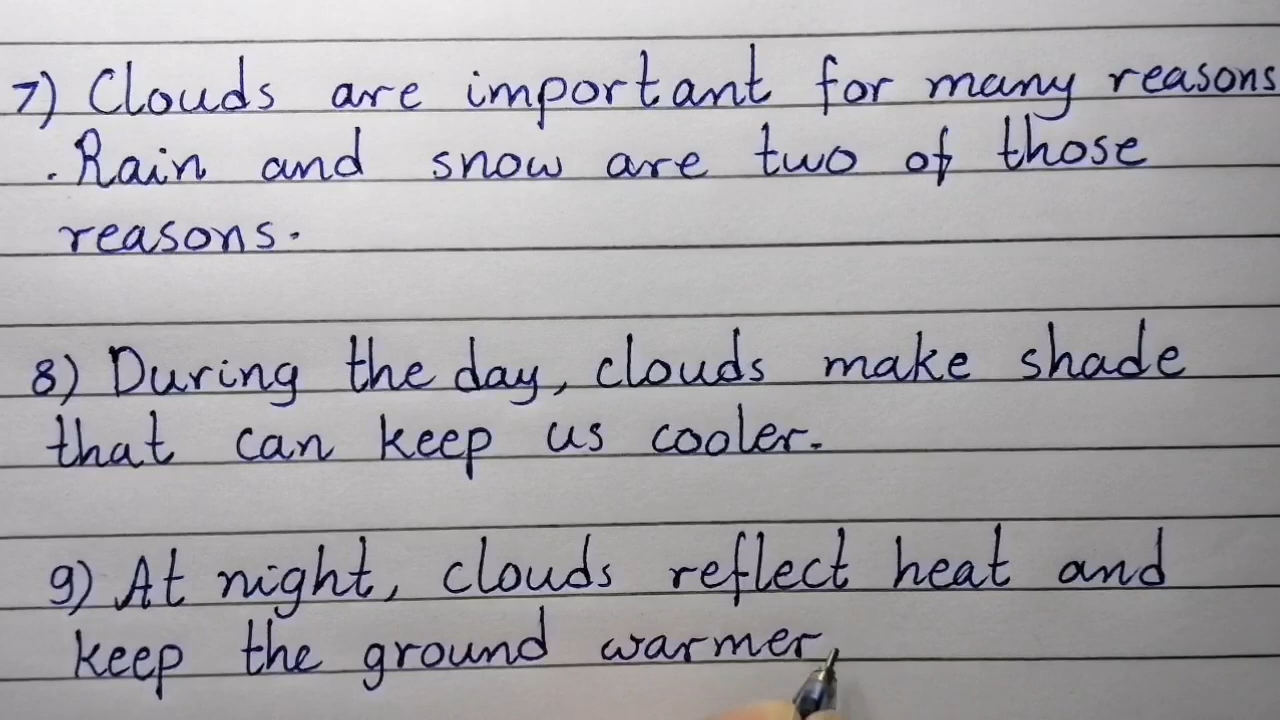 7) Clouds are important for many reasons
. Rain and snow are two of those
reasons.
8) During the day, clouds make shade
that can keep us cooler.
9) At night, clouds reflect heat and
keep the ground warmer.